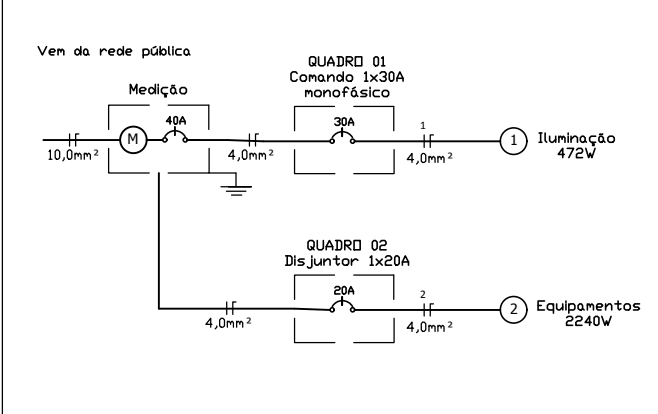 Vem da rede pública
QUADRO 01
Comando 1x30A
monofásico
Medição
40A
30A
M
1
1
Iluminação
472W
10,0mm²
4,0mm²
4,0mm²
QUADRO 02
Disjuntor 1x20A
20A
2
2
Equipamentos
2240W
4,0mm²
4,0mm²